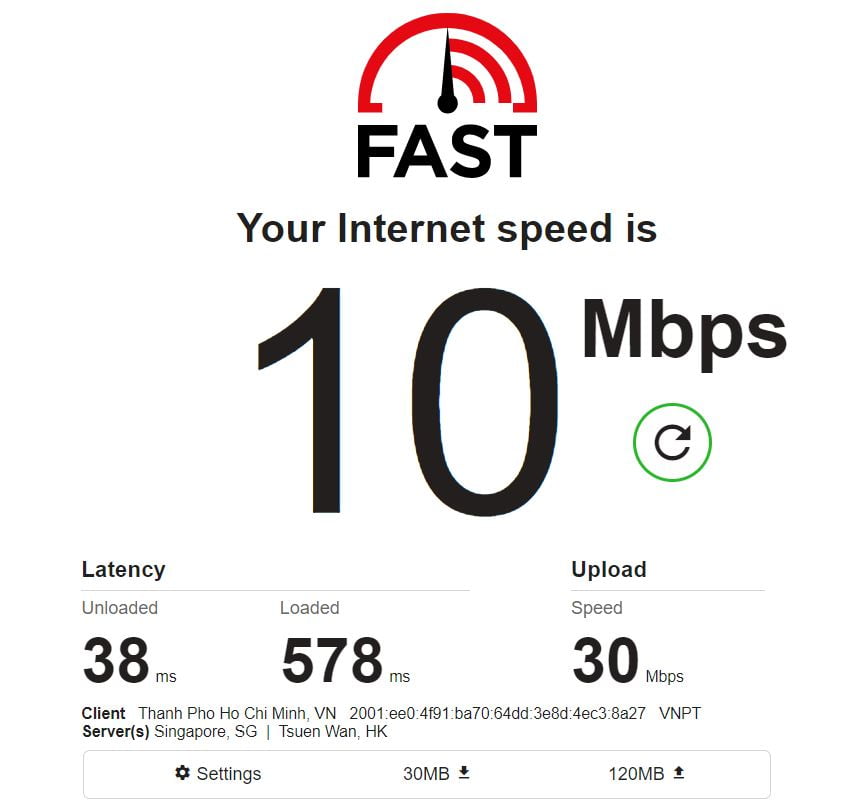 FAST
Your Internet speed is
10 Mbps
Latency
Upload
Unloaded
Loaded
Speed
38 ms
578 ms
30 Mbps
Client Thanh Pho Ho Chi Minh, VN 2001:ee0:4f91:ba70:64dd:3e8d:4ec3:8a27 VNPT
Server(s) Singapore, SG | Tsuen Wan, HK
Settings
30MB
120MB